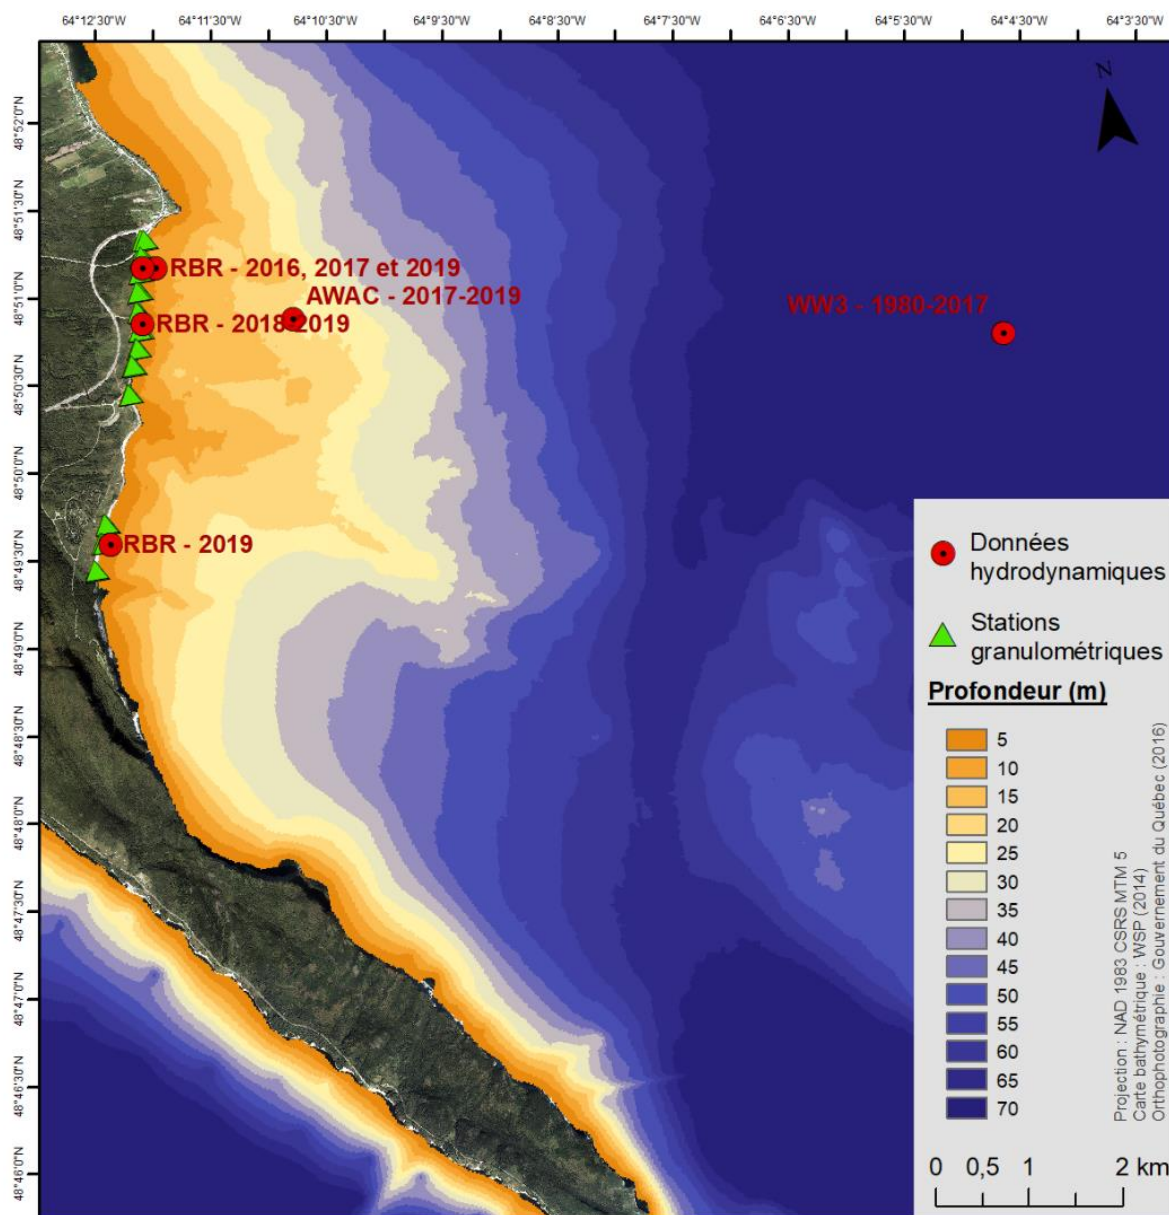 64°12'30"W 64°11'30"W 64°10'30"W 64°9'30"W 64°8'30"W 64°7'30"W 64°6'30"W 64°5'30"W 64°4'30"W 64°3'30"W
48°52'0"N
48°51'30"N
48°51'0"N
48°50'30"N
48°50'0"N
48°49'30"N
48°49'0"N
48°48'30"N
48°48'0"N
48°47'30"N
48°47'0"N
48°46'30"N
48°46'0"N
N
RBR - 2016, 2017 et 2019
AWAC - 2017-2019
WW3 - 1980-2017
RBR - 2018-2019
RBR - 2019
Données
hydrodynamiques
Stations
granulométriques
Profondeur (m)
5
10
15
20
25
30
35
40
45
50
55
60
65
70
Projection : NAD 1983 CSRS MTM 5
Carte bathymétrique : WSP (2014)
Orthophotographie : Gouvernement du Québec (2016)
0 0,5 1 2 km